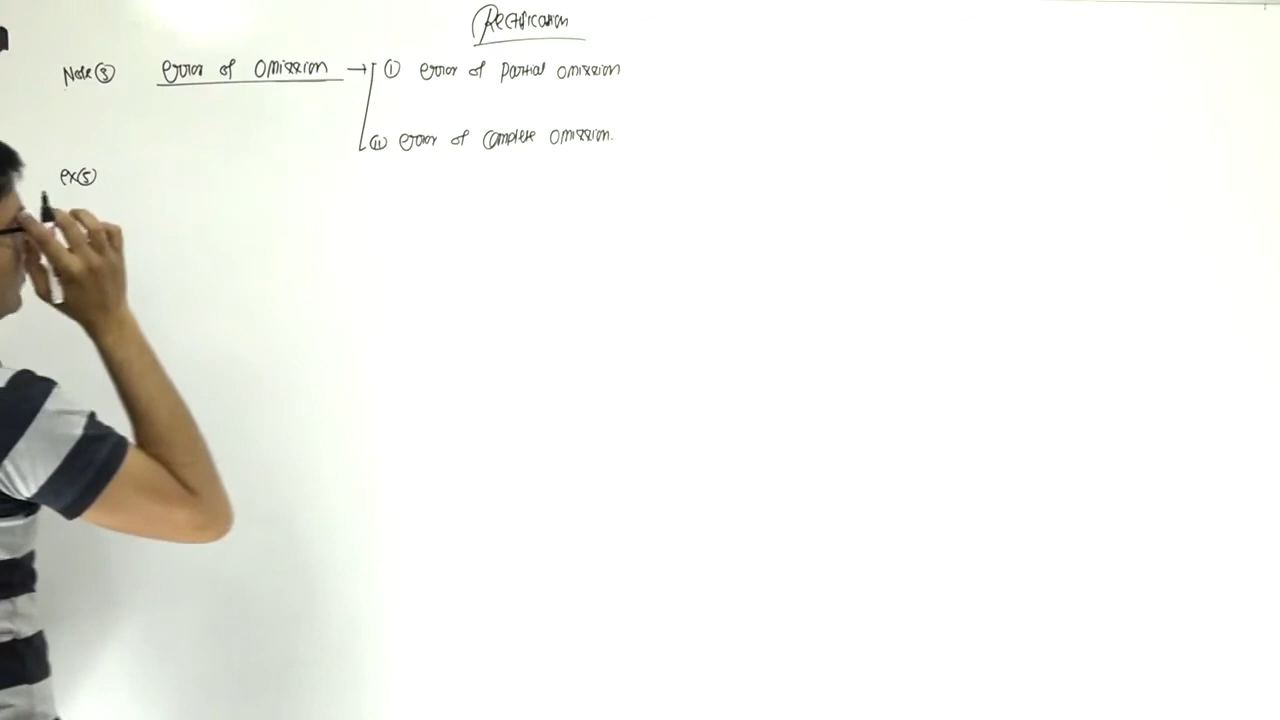 Rectification
Note ③ error of omission → ① error of partial omission
② error of complete omission.
ex ⑤